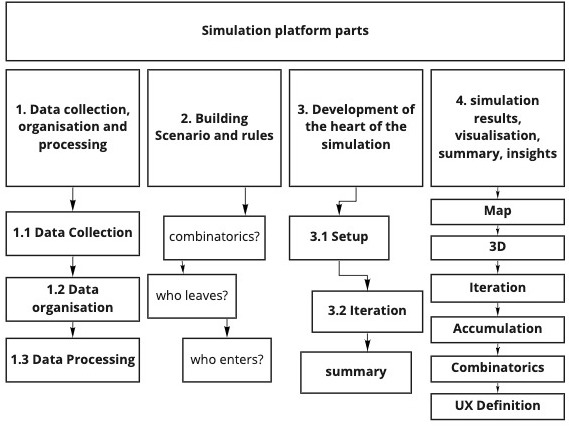 Simulation platform parts
1. Data collection,
organisation and
processing
2. Building
Scenario and rules
3. Development of
the heart of the
simulation
4. simulation
results,
visualisation,
summary, insights
1.1 Data Collection
1.2 Data
organisation
1.3 Data Processing
combinatorics?
who leaves?
who enters?
3.1 Setup
3.2 Iteration
summary
Map
3D
Iteration
Accumulation
Combinatorics
UX Definition